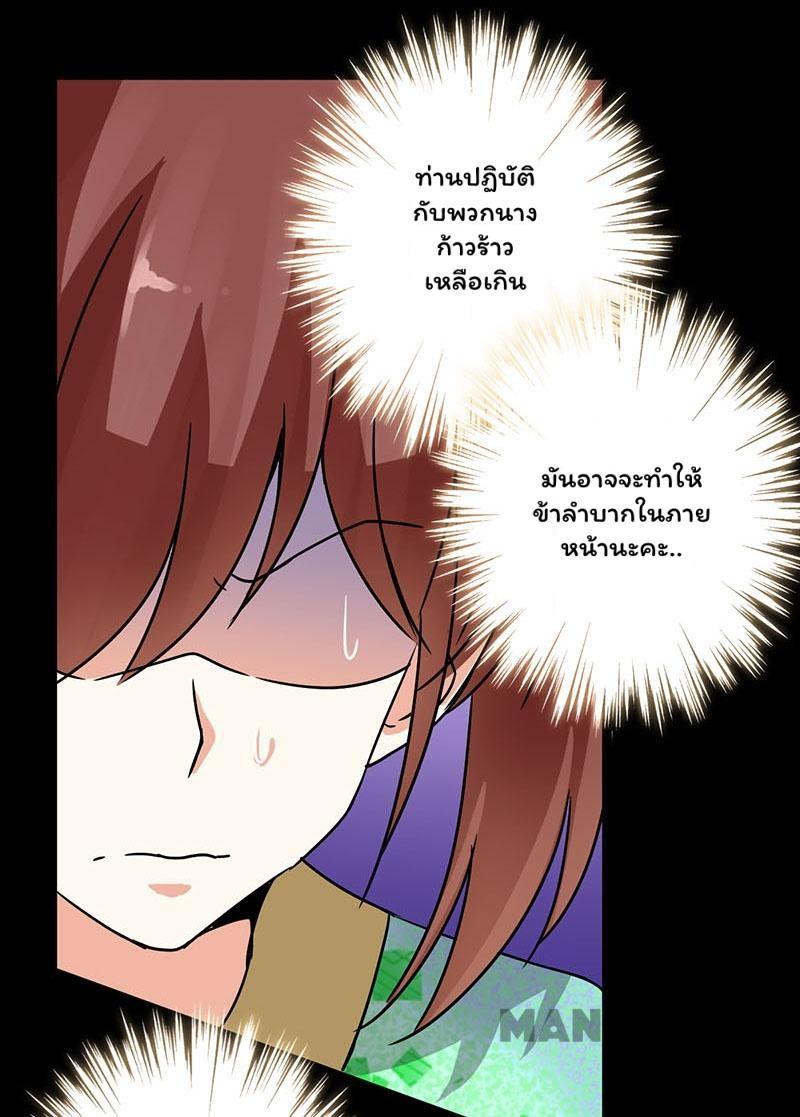 ท่านปฏิบัติ
กับพวกนาง
ก้าวร้าว
เหลือเกิน
มันอาจจะทำให้
ข้าลำบากในภาย
หน้านะคะ..
MAN